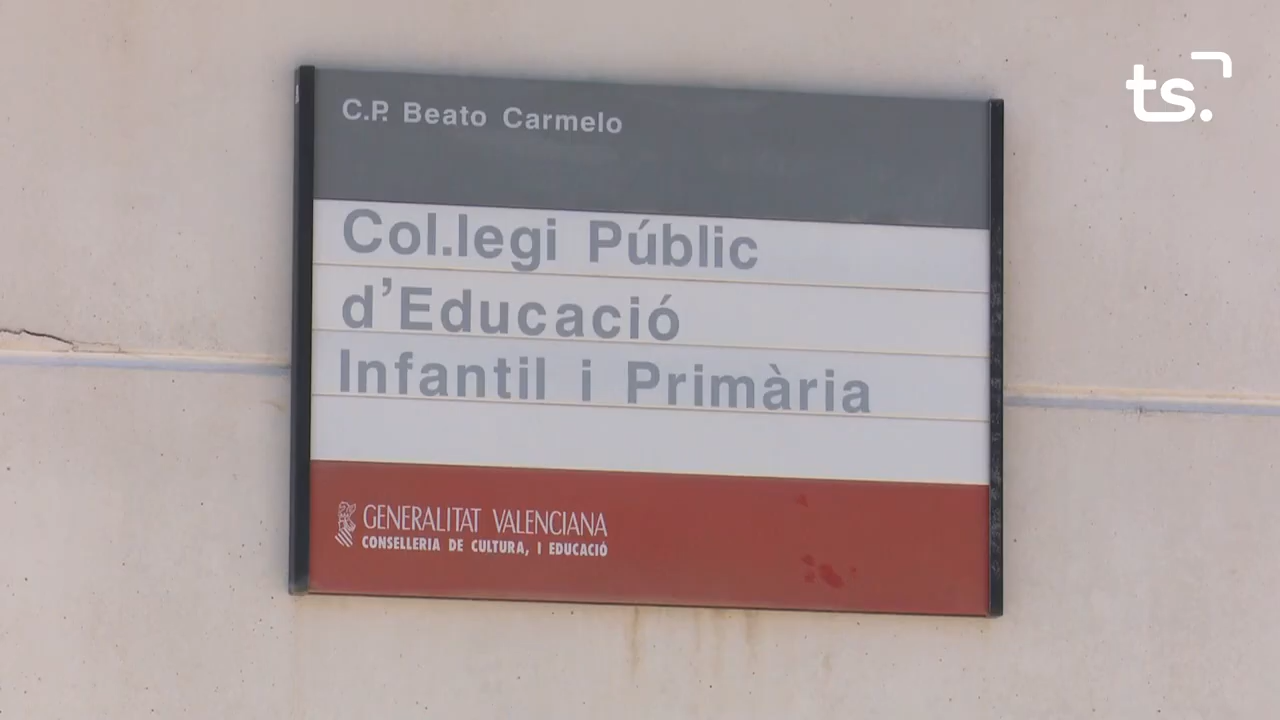 ts.
C.P. Beato Carmelo
Col.legi Públic
d'Educació
Infantil i Primària
GENERALITAT VALENCIANA
CONSELLERIA DE CULTURA, I EDUCACIÓ